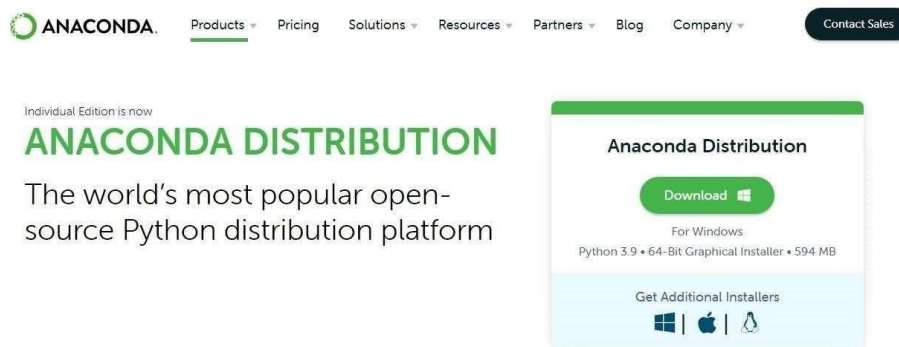 ANACONDA.
Products Pricing Solutions Resources Partners Blog Company Contact Sales
Individual Edition is now
ANACONDA DISTRIBUTION
The world's most popular open-
source Python distribution platform
Anaconda Distribution
Download
For Windows
Python 3.9 • 64-Bit Graphical Installer • 594 MB
Get Additional Installers